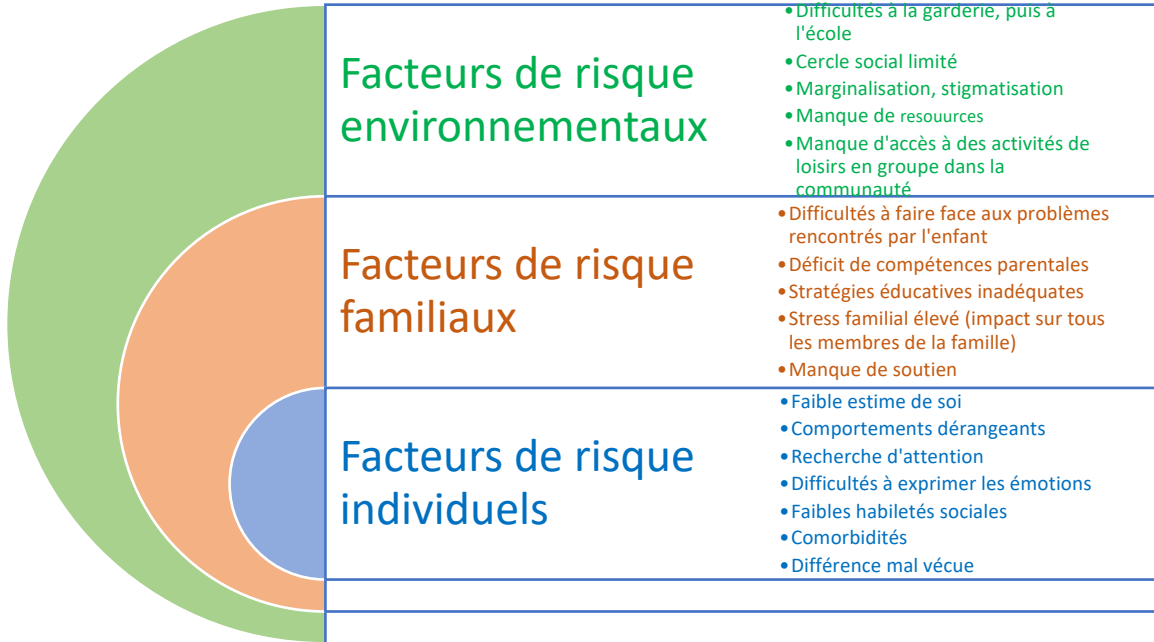 Facteurs de risque
environnementaux
•Difficultés à la garderie, puis à
l'école
•Cercle social limité
•Marginalisation, stigmatisation
•Manque de resouurces
•Manque d'accès à des activités de
loisirs en groupe dans la
communauté
Facteurs de risque
familiaux
•Difficultés à faire face aux problèmes
rencontrés par l'enfant
•Déficit de compétences parentales
•Stratégies éducatives inadéquates
•Stress familial élevé (impact sur tous
les membres de la famille)
•Manque de soutien
Facteurs de risque
individuels
•Faible estime de soi
•Comportements dérangeants
•Recherche d'attention
•Difficultés à exprimer les émotions
•Faibles habiletés sociales
•Comorbidités
•Différence mal vécue